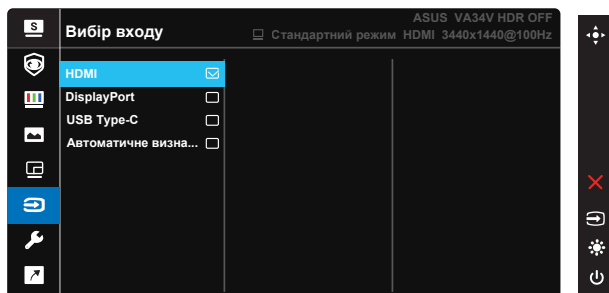 S
ASUS VA34V HDR OFF
Вибір входу
Стандартний режим HDMI 3440x1440@100Hz
HDMI
DisplayPort
USB Type-C
Автоматичне визна...